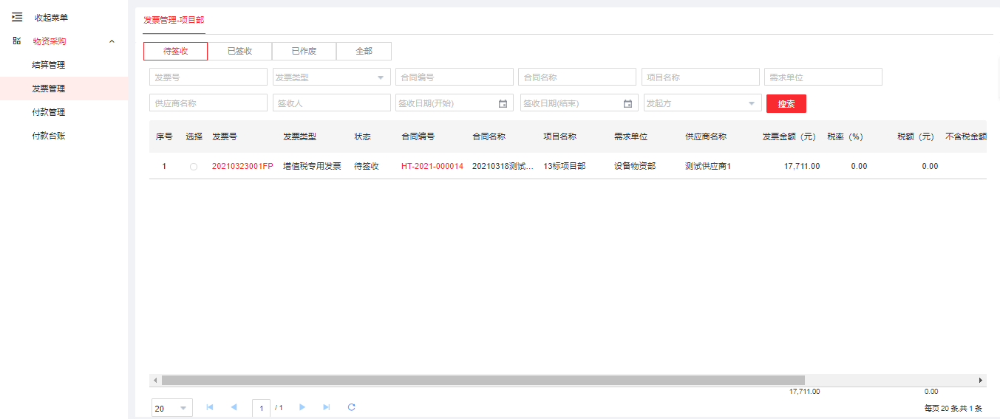 收起菜单
物资采购
结算管理
发票管理
付款管理
付款台账
发票管理-项目部
待签收 已签收 已作废 全部
发票号 发票类型 合同编号 合同名称 项目名称 需求单位
供应商名称 签收人 签收日期(开始) 签收日期(结束) 发起方 搜索
序号 选择 发票号 发票类型 状态 合同编号 合同名称 项目名称 需求单位 供应商名称 发票金额（元） 税率（%） 税额（元） 不含税金额
1 20210323001FP 增值税专用发票 待签收 HT-2021-000014 20210318测试... 13标项目部 设备物资部 测试供应商1 17,711.00 0.00 0.00
17,711.00 0.00
20 1 / 1 每页 20 条,共 1 条